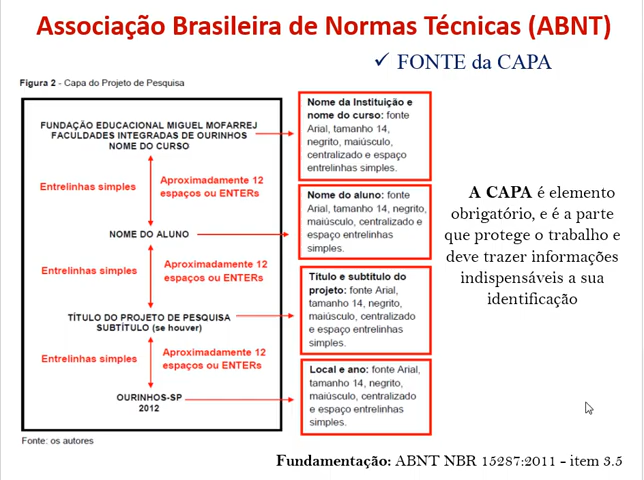 Associação Brasileira de Normas Técnicas (ABNT)
✓ FONTE da CAPA
Figura 2 - Capa do Projeto de Pesquisa
FUNDAÇÃO EDUCACIONAL MIGUEL MOFARREJ
FACULDADES INTEGRADAS DE OURINHOS
NOME DO CURSO
Entrelinhas simples
Aproximadamente 12
espaços ou ENTERs
NOME DO ALUNO
Entrelinhas simples
Aproximadamente 12
espaços ou ENTERs
TÍTULO DO PROJETO DE PESQUISA
SUBTÍTULO (se houver)
Entrelinhas simples
Aproximadamente 12
espaços ou ENTERs
OURINHOS-SP
2012
Nome da Instituição e
nome do curso: fonte
Arial, tamanho 14,
negrito, maiúsculo,
centralizado e espaço
entrelinhas simples.
Nome do aluno: fonte
Arial, tamanho 14, negrito,
maiúsculo, centralizado e
espaço entrelinhas
simples.
Título e subtítulo do
projeto: fonte Arial,
tamanho 14, negrito,
maiúsculo, centralizado
e espaço entrelinhas
simples.
Local e ano: fonte Arial,
tamanho 14, negrito,
maiúsculo, centralizado
e espaço entrelinhas
simples.
Fonte: os autores
A CAPA é elemento
obrigatório, e é a parte
que protege o trabalho e
deve trazer informações
indispensáveis a sua
identificação
Fundamentação: ABNT NBR 15287:2011 - item 3.5